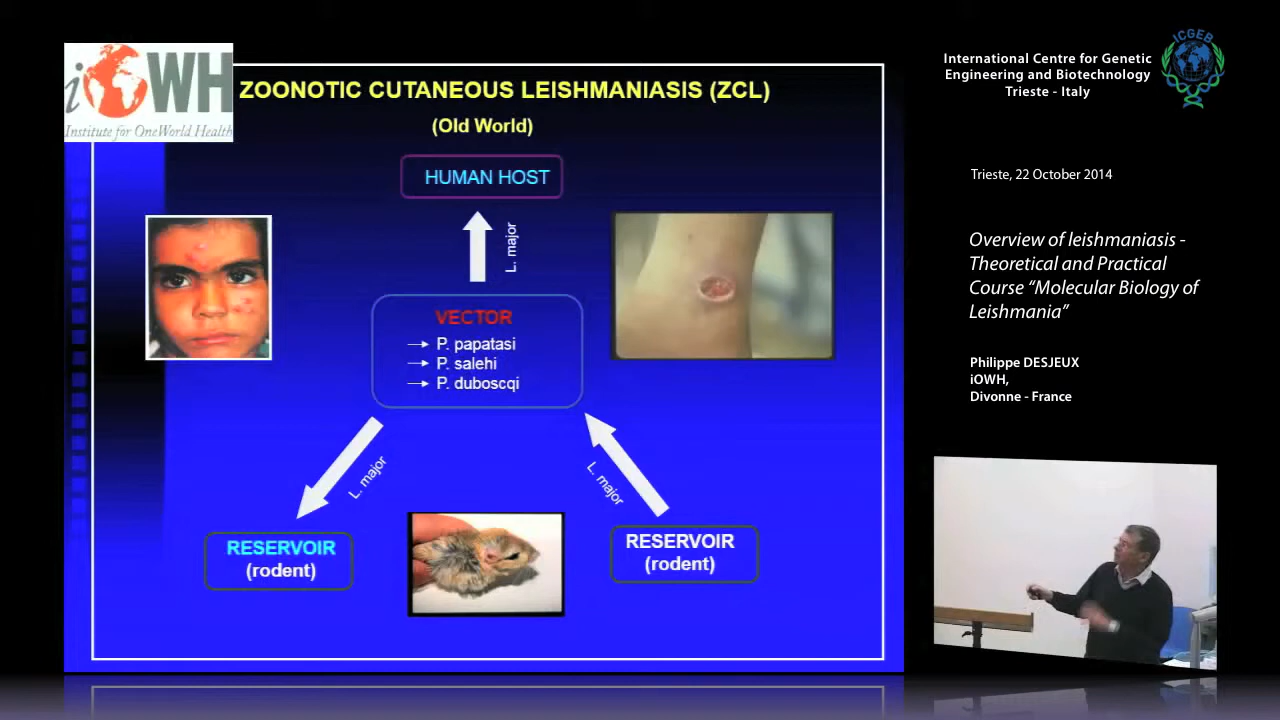 iOWH
Institute for OneWorld Health
ZOONOTIC CUTANEOUS LEISHMANIASIS (ZCL)
(Old World)
HUMAN HOST
L. major
VECTOR
→ P. papatasi
→ P. salehi
→ P. duboscqi
L. major
L. major
RESERVOIR
(rodent)
RESERVOIR
(rodent)
ICGEB
International Centre for Genetic
Engineering and Biotechnology
Trieste - Italy
Trieste, 22 October 2014
Overview of leishmaniasis -
Theoretical and Practical
Course “Molecular Biology of
Leishmania”
Philippe DESJEUX
iOWH,
Divonne - France